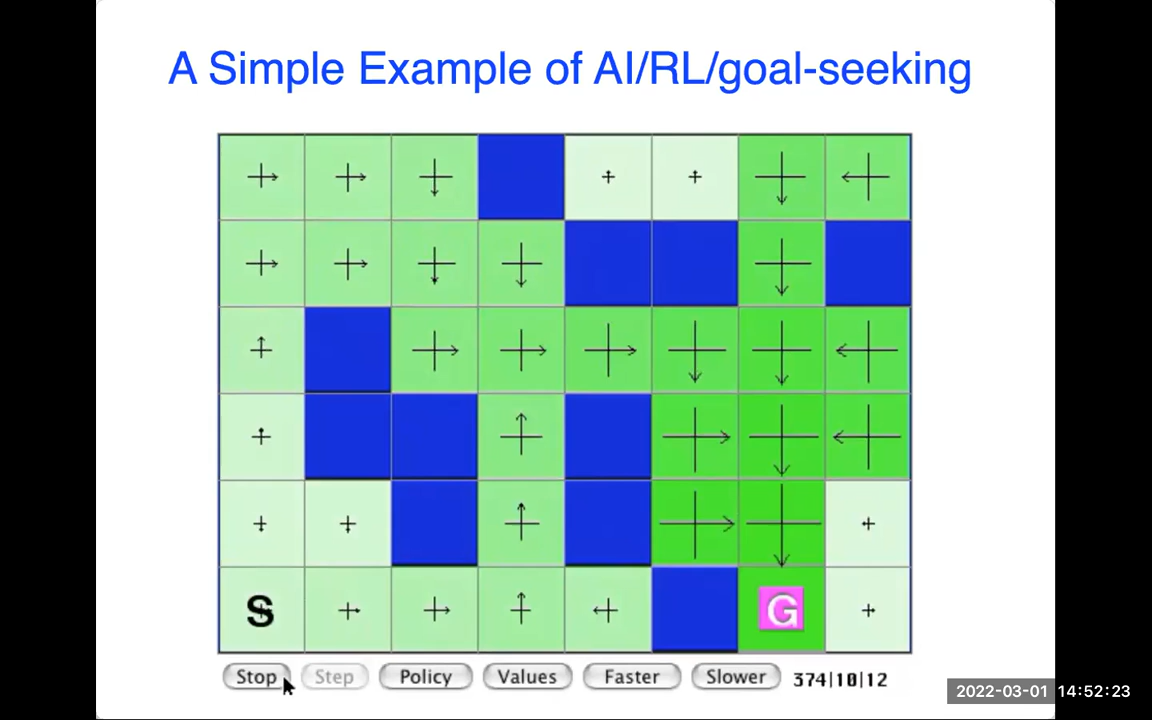 A Simple Example of AI/RL/goal-seeking
S
G
Stop Step Policy Values Faster Slower 374|10|12
2022-03-01 14:52:23